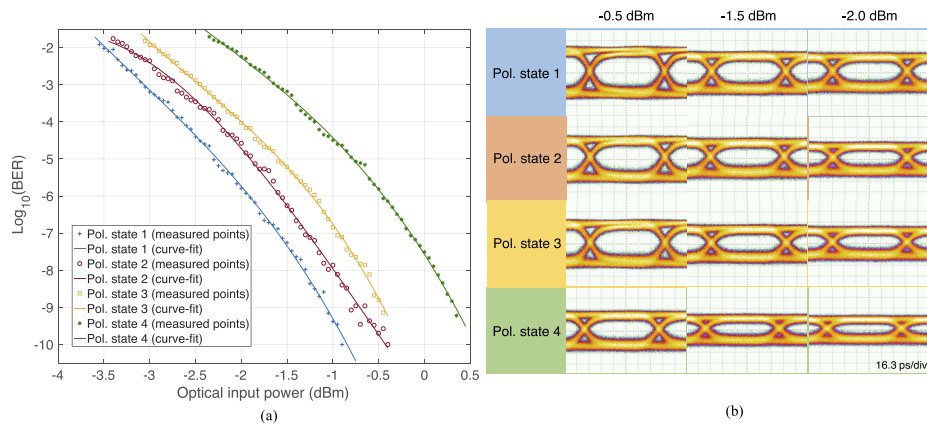 -2
-3
-4
-5
-6
-7
-8
-9
-10
Log10(BER)
+ Pol. state 1 (measured points)
Pol. state 1 (curve-fit)
Pol. state 2 (measured points)
Pol. state 2 (curve-fit)
Pol. state 3 (measured points)
Pol. state 3 (curve-fit)
Pol. state 4 (measured points)
Pol. state 4 (curve-fit)
-4 -3.5 -3 -2.5 -2 -1.5 -1 -0.5 0 0.5
Optical input power (dBm)
(a)
-0.5 dBm -1.5 dBm -2.0 dBm
Pol. state 1
Pol. state 2
Pol. state 3
Pol. state 4
16.3 ps/div
(b)